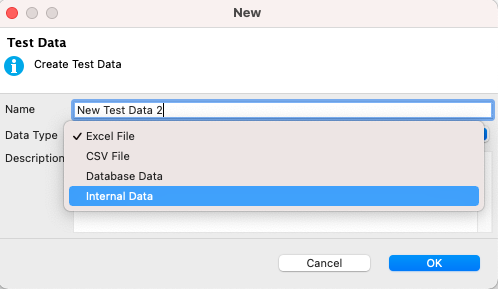 New
Test Data
Create Test Data
Name
New Test Data 2
Data Type
Excel File
CSV File
Description
Database Data
Internal Data
Cancel
OK